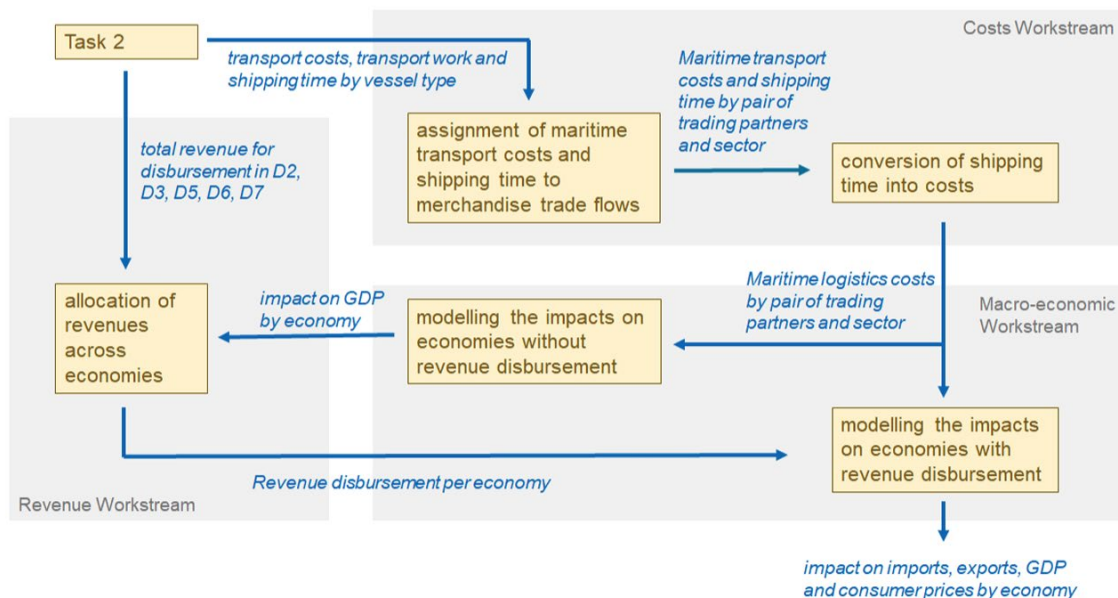 Task 2
transport costs, transport work and
shipping time by vessel type
Costs Workstream
Maritime transport
costs and shipping
time by pair of
trading partners
and sector
assignment of maritime
transport costs and
shipping time to
merchandise trade flows
conversion of shipping
time into costs
total revenue for
disbursement in D2,
D3, D5, D6, D7
allocation of
revenues
across
economies
impact on GDP
by economy
modelling the impacts on
economies without
revenue disbursement
Maritime logistics costs
by pair of trading
partners and sector
Macro-economic
Workstream
modelling the impacts
on economies with
revenue disbursement
Revenue disbursement per economy
Revenue Workstream
impact on imports, exports, GDP
and consumer prices by economy